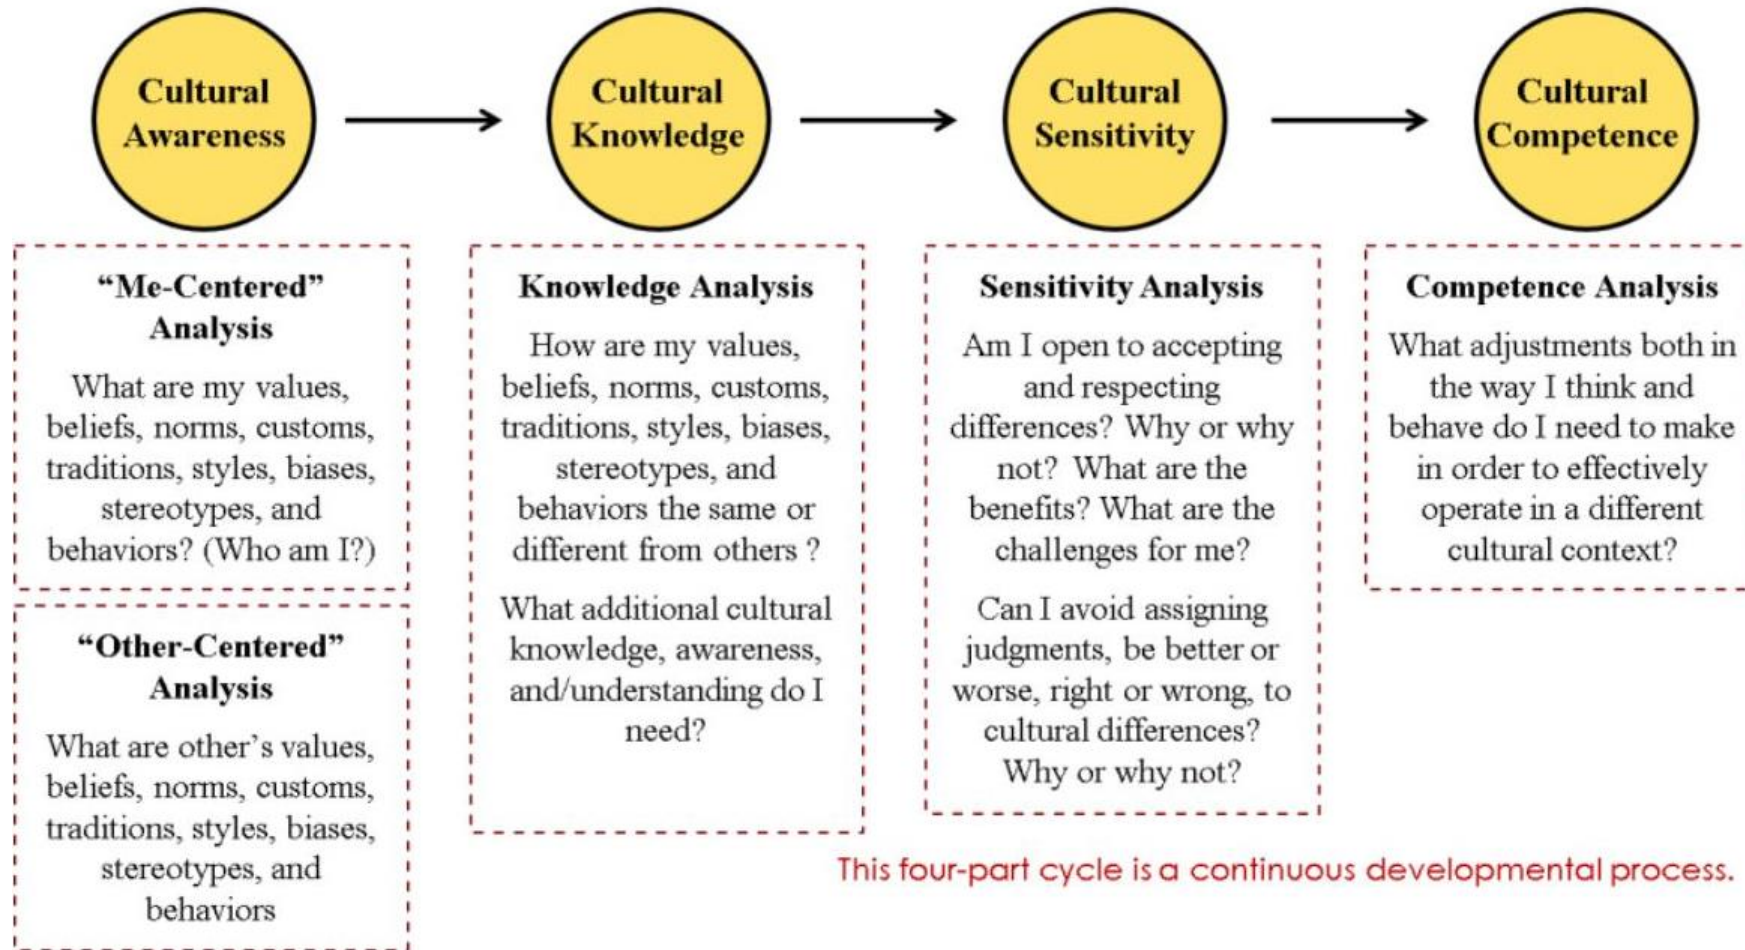 Cultural
Awareness
Cultural
Knowledge
Cultural
Sensitivity
Cultural
Competence
“Me-Centered”
Analysis
What are my values,
beliefs, norms, customs,
traditions, styles, biases,
stereotypes, and
behaviors? (Who am I?)
“Other-Centered”
Analysis
What are other’s values,
beliefs, norms, customs,
traditions, styles, biases,
stereotypes, and
behaviors
Knowledge Analysis
How are my values,
beliefs, norms, customs,
traditions, styles, biases,
stereotypes, and
behaviors the same or
different from others ?
What additional cultural
knowledge, awareness,
and/understanding do I
need?
Sensitivity Analysis
Am I open to accepting
and respecting
differences? Why or why
not? What are the
benefits? What are the
challenges for me?
Can I avoid assigning
judgments, be better or
worse, right or wrong, to
cultural differences?
Why or why not?
Competence Analysis
What adjustments both in
the way I think and
behave do I need to make
in order to effectively
operate in a different
cultural context?
This four-part cycle is a continuous developmental process.